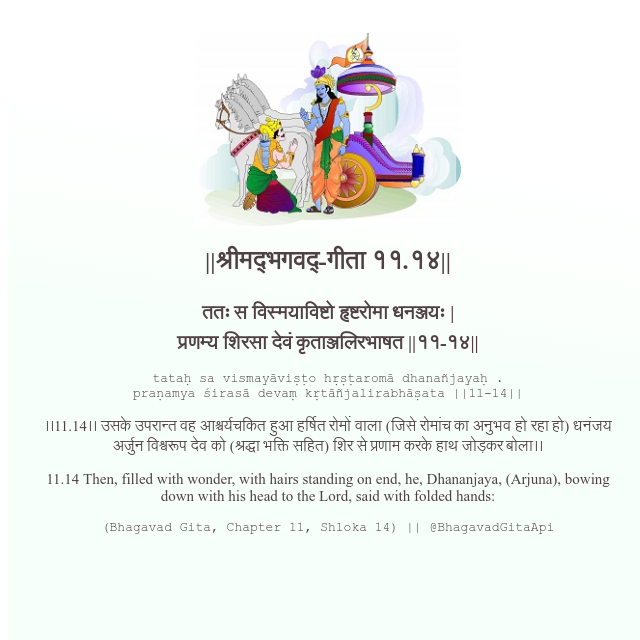 ||श्रीमद्‍भगवद्‍-गीता ११.१४||
ततः स विस्मयाविष्टो हृष्टरोमा धनञ्जयः |
प्रणम्य शिरसा देवं कृताञ्जलिरभाषत ||११-१४||
tataḥ sa vismayāviṣṭo hṛṣṭaromā dhanañjayaḥ .
praṇamya śirasā devaṃ kṛtāñjalirabhāṣata ||11-14||
।।11.14।। उसके उपरान्त वह आश्चर्यचकित हुआ हर्षित रोमों वाला (जिसे रोमांच का अनुभव हो रहा हो) धनंजय
अर्जुन विश्वरूप देव को (श्रद्धा भक्ति सहित) शिर से प्रणाम करके हाथ जोड़कर बोला।।
11.14 Then, filled with wonder, with hairs standing on end, he, Dhananjaya, (Arjuna), bowing
down with his head to the Lord, said with folded hands:
(Bhagavad Gita, Chapter 11, Shloka 14) || @BhagavadGitaApi